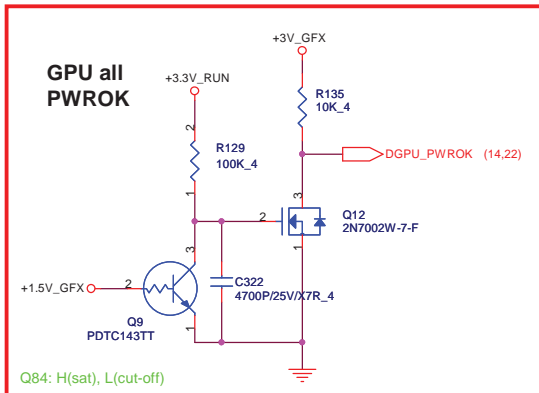 GPU all
PWROK
+3.3V_RUN
+3V_GFX
R135
10K_4
2
R129
100K_4
1
DGPU_PWROK (14,22)
3
2
Q12
2N7002W-7-F
1
3
C322
4700P/25V/X7R_4
+1.5V_GFX
2
1
Q9
PDTC143TT
Q84: H(sat), L(cut-off)